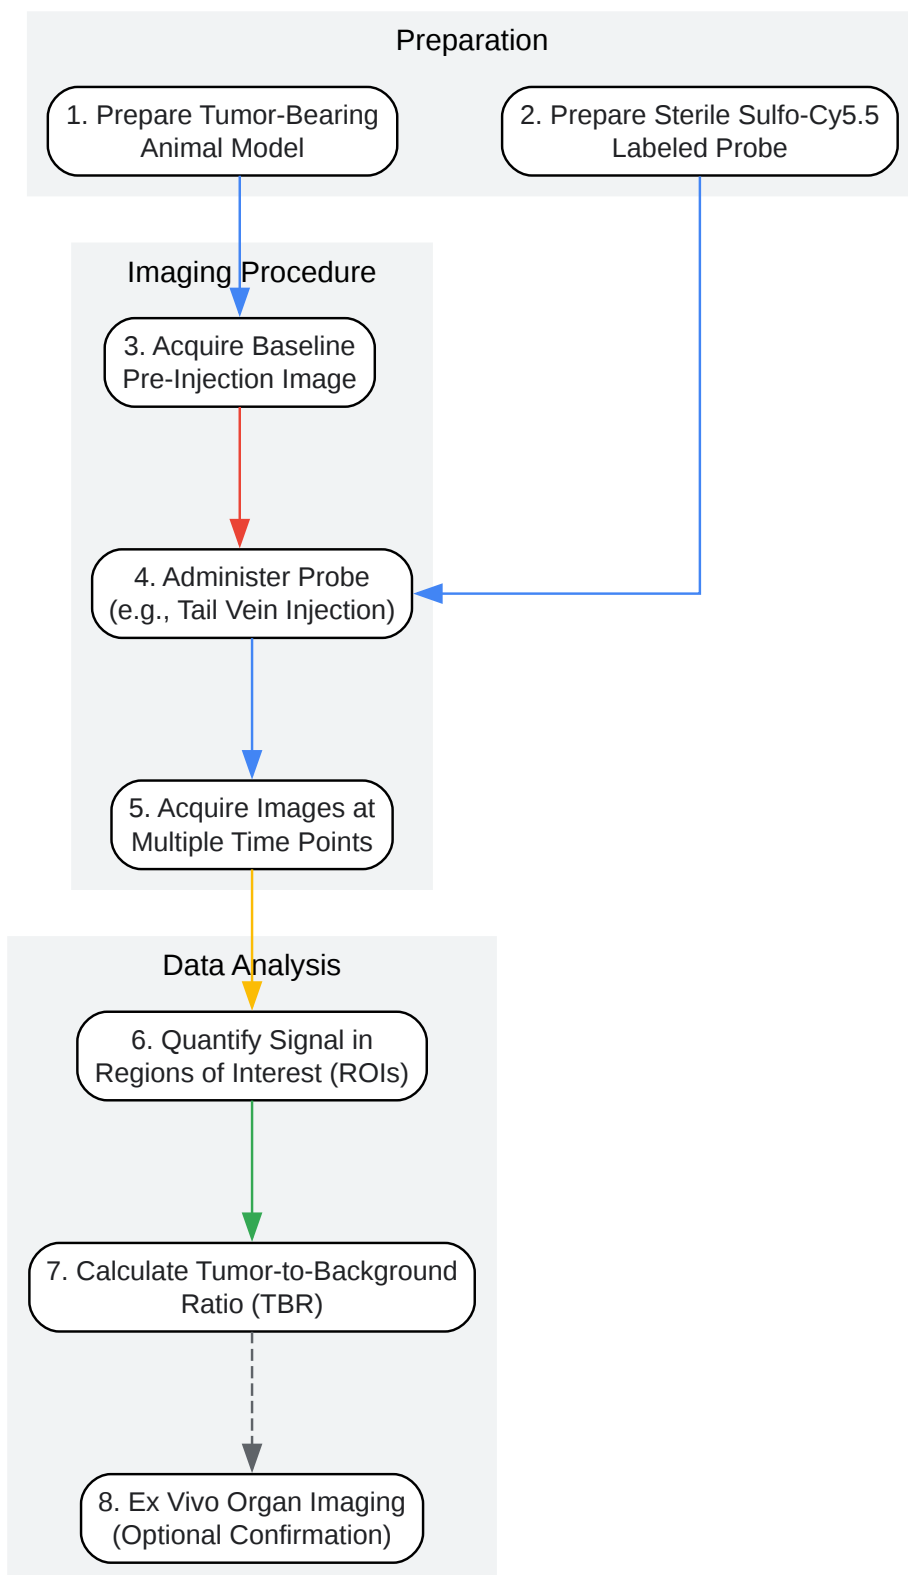 Preparation
1. Prepare Tumor-Bearing
Animal Model
2. Prepare Sterile Sulfo-Cy5.5
Labeled Probe
Imaging Procedure
3. Acquire Baseline
Pre-Injection Image
4. Administer Probe
(e.g., Tail Vein Injection)
5. Acquire Images at
Multiple Time Points
Data Analysis
6. Quantify Signal in
Regions of Interest (ROIs)
7. Calculate Tumor-to-Background
Ratio (TBR)
8. Ex Vivo Organ Imaging
(Optional Confirmation)